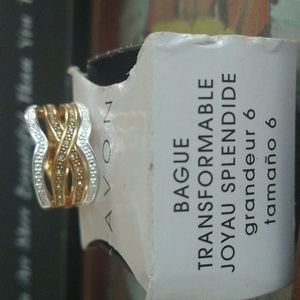 AVON
BAGUE
TRANSFORMABLE
JOYAU SPLENDIDE
grandeur 6
tamaño 6